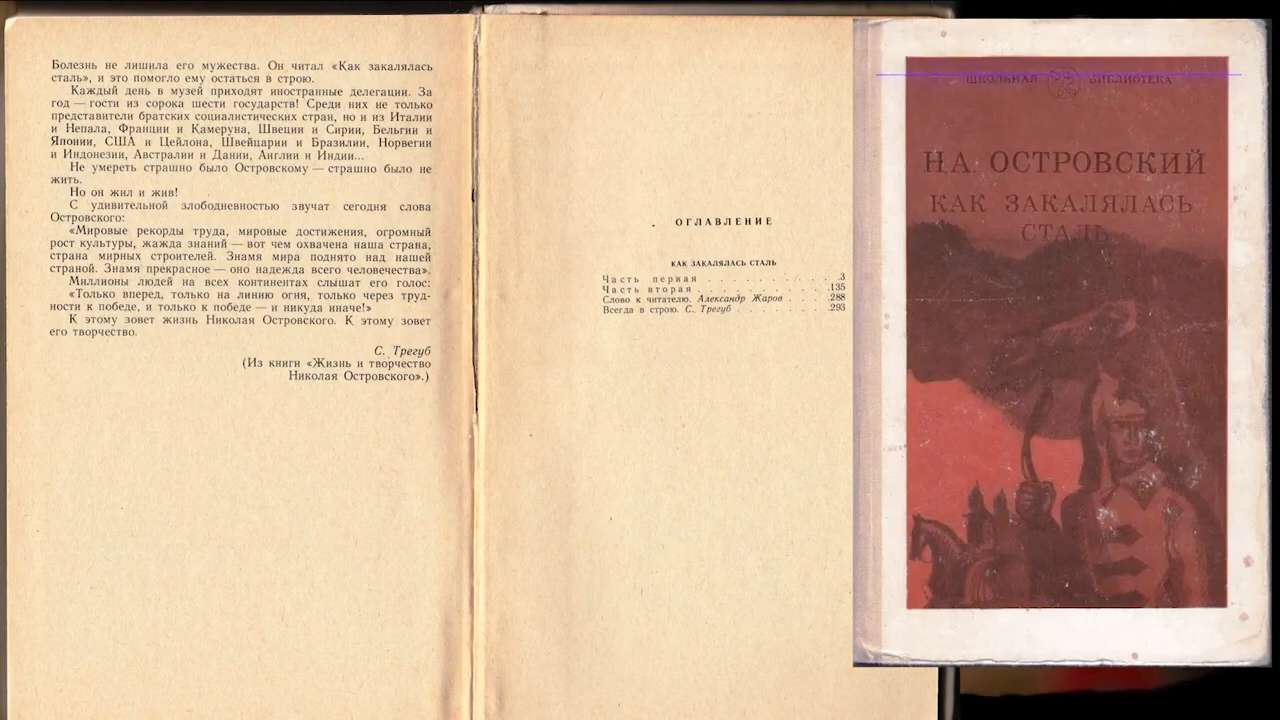 Болезнь не лишила его мужества. Он читал «Как закалялась
сталь», и это помогло ему остаться в строю.
Каждый день в музей приходят иностранные делегации. За
год — гости из сорока шести государств! Среди них не только
представители братских социалистических стран, но и из Италии
и Непала, Франции и Камеруна, Швеции и Сирии, Бельгии и
Японии, США и Цейлона, Швейцарии и Бразилии, Норвегии
и Индонезии, Австралии и Дании, Англии и Индии...
Не умереть страшно было Островскому — страшно было не
жить.
Но он жил и жив!
С удивительной злободневностью звучат сегодня слова
Островского:
«Мировые рекорды труда, мировые достижения, огромный
рост культуры, жажда знаний — вот чем охвачена наша страна,
страна мирных строителей. Знамя мира поднято над нашей
страной. Знамя прекрасное — оно надежда всего человечества».
Миллионы людей на всех континентах слышат его голос:
«Только вперед, только на линию огня, только через труд-
ности к победе, и только к победе — и никуда иначе!»
К этому зовет жизнь Николая Островского. К этому зовет
его творчество.
С. Трегуб
(Из книги «Жизнь и творчество
Николая Островского».)
ОГЛАВЛЕНИЕ
КАК ЗАКАЛЯЛАСЬ СТАЛЬ
Часть первая . . . . . . . . . .3
Часть вторая . . . . . . . . . .135
Слово к читателю. Александр Жаров . . . .288
Всегда в строю. С. Трегуб . . . . . . . .293
ШКОЛЬНАЯ БИБЛИОТЕКА
Н.А. ОСТРОВСКИЙ
КАК ЗАКАЛЯЛАСЬ
СТАЛЬ